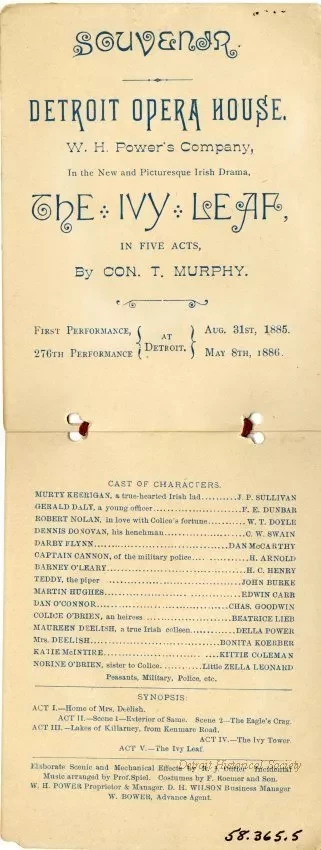 58.365.5
SOUVENIR.
DETROIT OPERA HOUSE.
W. H. Power's Company,
In the New and Picturesque Irish Drama,
THE IVY LEAF,
IN FIVE ACTS,
By CON. T. MURPHY.
FIRST PERFORMANCE, { AT DETROIT, } AUG. 31ST, 1885.
276TH PERFORMANCE MAY 8TH, 1886.
CAST OF CHARACTERS.
MURTY KERRIGAN, a true-hearted Irish lad..........J. P. SULLIVAN
GERALD DALY, a young officer..........F. E. DUNBAR
ROBERT NOLAN, in love with Colice's fortune..........W. T. DOYLE
DENNIS DONOVAN, his henchman..........C. W. SWAIN
DARBY FLYNN..........DAN McCARTHY
CAPTAIN CANNON, of the military police..........H. ARNOLD
BARNEY O'LEARY..........H. C. HENRY
TEDDY, the piper..........JOHN BURKE
MARTIN HUGHES..........EDWIN CARR
DAN O'CONNOR..........CHAS. GOODWIN
COLICE O'BRIEN, an heiress..........BEATRICE LIEB
MAUREEN DEELISH, a true Irish colleen..........DELLA POWER
Mrs. DEELISH..........BONITA KOERBER
KATIE McINTIRE..........KITTIE COLEMAN
NORINE O'BRIEN, sister to Colice..........Little ZELLA LEONARD
Peasants, Military, Police, etc.
SYNOPSIS:
ACT I.—Home of Mrs. Deelish.
ACT II.—Scene 1—Exterior of Same. Scene 2—The Eagle's Crag.
ACT III.—Lakes of Killarney, from Kenmare Road.
ACT IV.—The Ivy Tower.
ACT V.—The Ivy Leaf.
Elaborate Scenic and Mechanical Effects by R. J. Cutler Incidental
Music arranged by Prof. Spiel. Costumes by F. Roemer and Son.
W. H. POWER Proprietor & Manager. D. H. WILSON Business Manager
W. BOWER, Advance Agent.
Detroit Historical Society
58.365.5